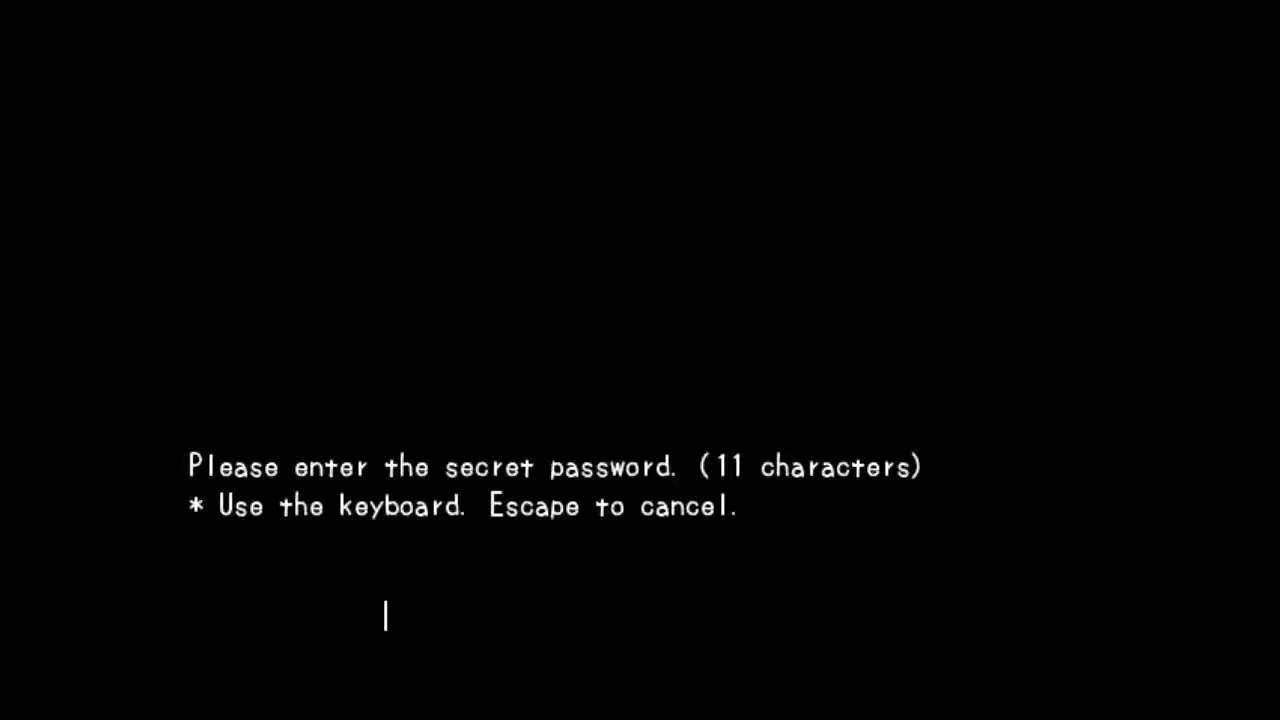 Please enter the secret password. (11 characters)
* Use the keyboard. Escape to cancel.